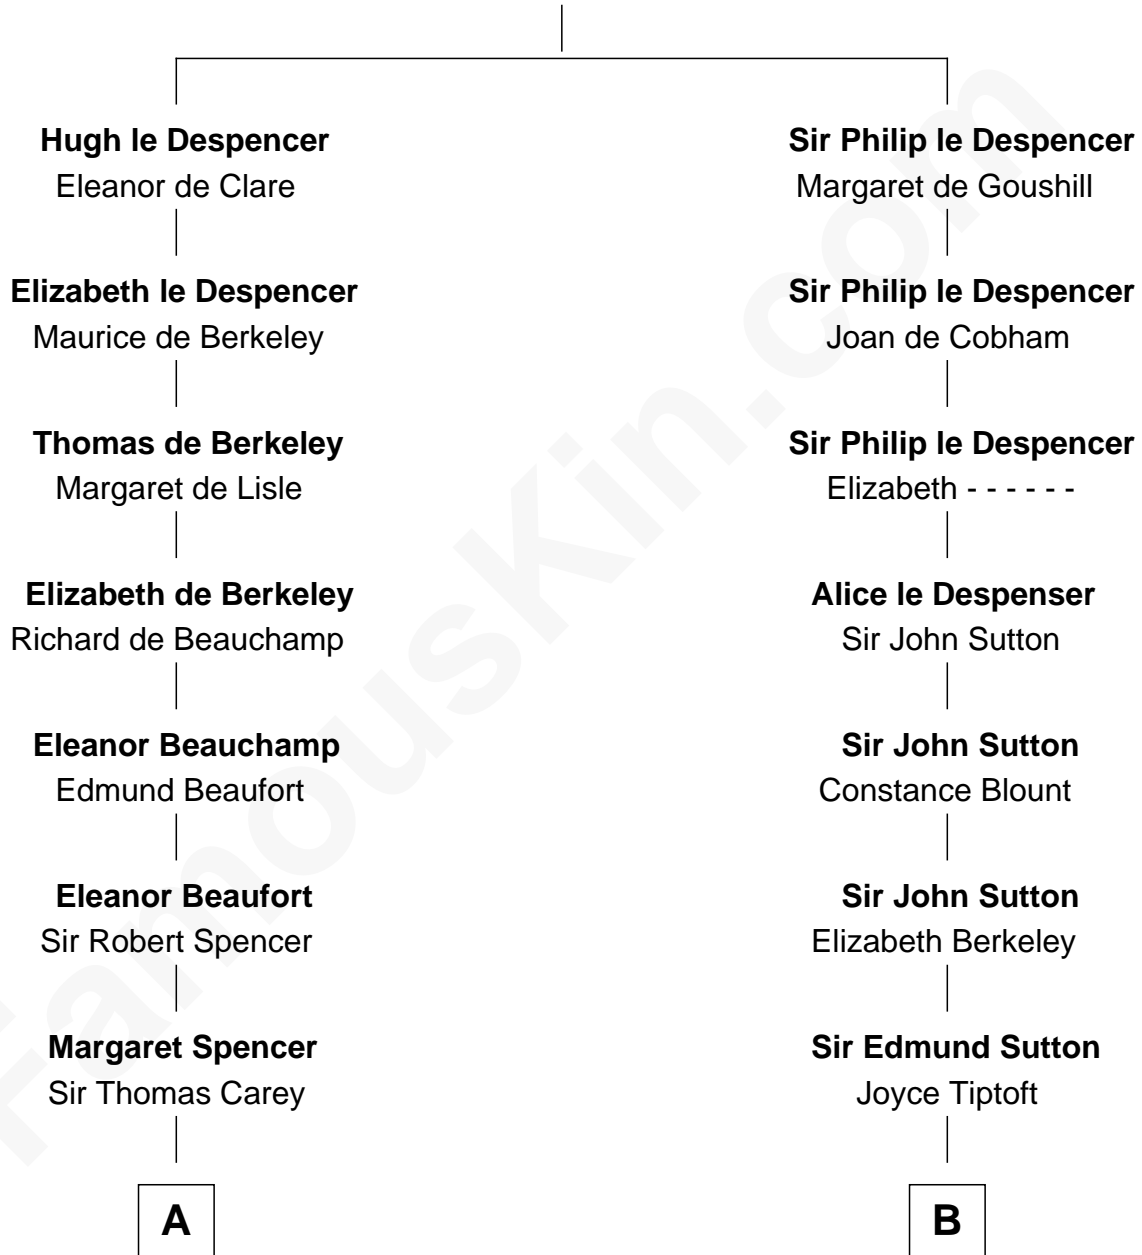 Hugh le Despencer
Eleanor de Clare
Elizabeth le Despencer
Maurice de Berkeley
Thomas de Berkeley
Margaret de Lisle
Elizabeth de Berkeley
Richard de Beauchamp
Eleanor Beauchamp
Edmund Beaufort
Eleanor Beaufort
Sir Robert Spencer
Margaret Spencer
Sir Thomas Carey
A
Sir Philip le Despencer
Margaret de Goushill
Sir Philip le Despencer
Joan de Cobham
Sir Philip le Despencer
Elizabeth - - - - - -
Alice le Despenser
Sir John Sutton
Sir John Sutton
Constance Blount
Sir John Sutton
Elizabeth Berkeley
Sir Edmund Sutton
Joyce Tiptoft
B
FamousKin.com